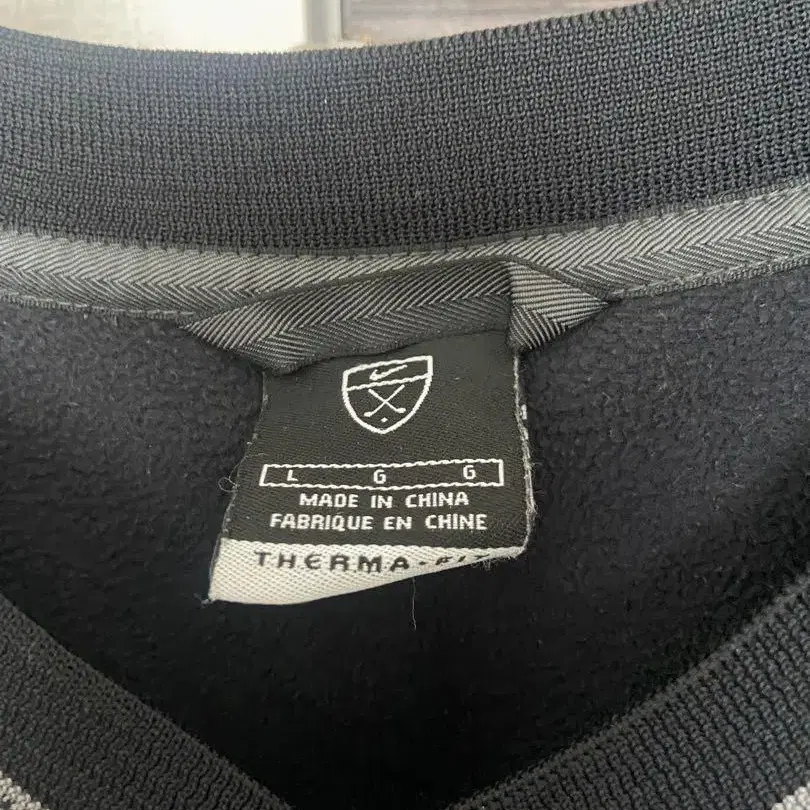 L G G
MADE IN CHINA
FABRIQUE EN CHINE
THERMA-FIT